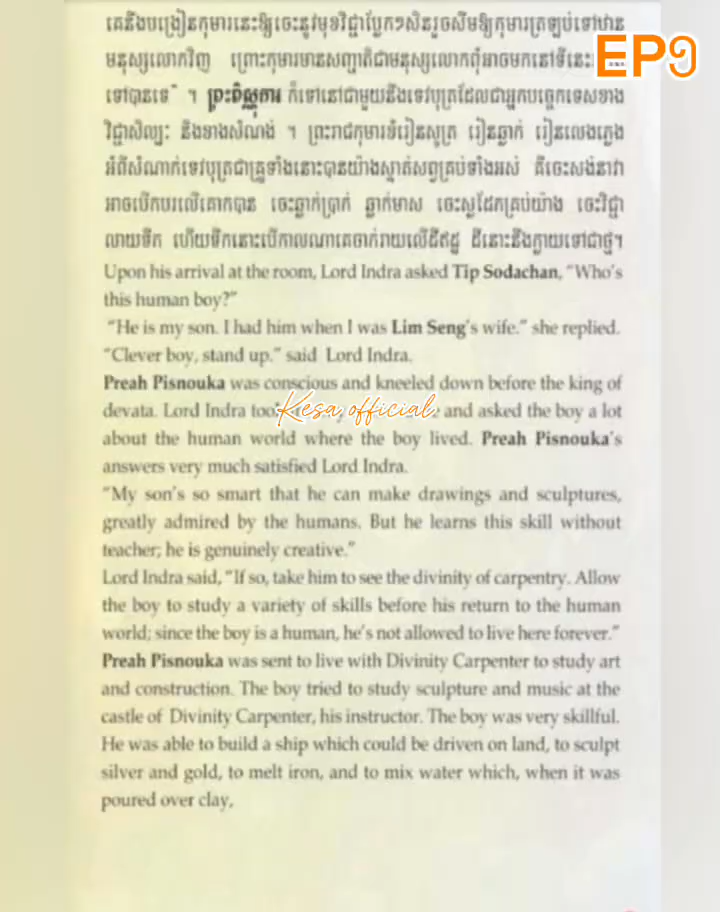 គេនឹងបង្រៀនកុមារនេះឱ្យចេះនូវមុខវិជ្ជាប្លែកៗសិនរួចសឹមឱ្យកុមារត្រឡប់ទៅឋាន
មនុស្សលោកវិញ ព្រោះកុមារមានសញ្ជាតិជាមនុស្សលោកពុំអាចមកនៅទីនេះ
EP១
ទៅបានទេ" ។ ព្រះពិស្ណុការ ក៏ទៅនៅជាមួយនឹងទេវបុត្រដែលជាអ្នកបច្ចេកទេសខាង
វិជ្ជាសិល្បៈ និងខាងសំណង់ ។ ព្រះរាជកុមារទំរៀនសូត្រ រៀនឆ្លាក់ រៀនលេងភ្លេង
អំពីសំណាក់ទេវបុត្រជាគ្រូទាំងនោះបានយ៉ាងស្ទាត់សព្វគ្រប់ទាំងអស់ គឺចេះសង់នាវា
អាចបើកបរលើគោកបាន ចេះឆ្លាក់ប្រាក់ ឆ្លាក់មាស ចេះស្លដែកគ្រប់យ៉ាង ចេះវិជ្ជា
លាយទឹក ហើយទឹកនោះបើកាលណាគេចាក់រាយលើដីឥដ្ឋ ដីនោះនឹងក្លាយទៅជាថ្ម។
Upon his arrival at the room, Lord Indra asked Tip Sodachan, "Who's
this human boy?"
"He is my son. I had him when I was Lim Seng's wife." she replied.
"Clever boy, stand up." said Lord Indra.
Preah Pisnouka was conscious and kneeled down before the king of
devata. Lord Indra took Kesa official and asked the boy a lot
about the human world where the boy lived. Preah Pisnouka's
answers very much satisfied Lord Indra.
"My son's so smart that he can make drawings and sculptures,
greatly admired by the humans. But he learns this skill without
teacher; he is genuinely creative."
Lord Indra said, "If so, take him to see the divinity of carpentry. Allow
the boy to study a variety of skills before his return to the human
world; since the boy is a human, he's not allowed to live here forever."
Preah Pisnouka was sent to live with Divinity Carpenter to study art
and construction. The boy tried to study sculpture and music at the
castle of Divinity Carpenter, his instructor. The boy was very skillful.
He was able to build a ship which could be driven on land, to sculpt
silver and gold, to melt iron, and to mix water which, when it was
poured over clay,